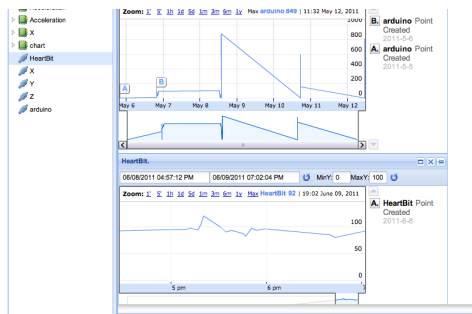 Acceleration
X
chart
HeartBit
X
Y
Z
arduino
Zoom: 1' 5' 1h 1d 5d 1m 3m 6m 1y Max arduino 649 | 11:32 May 12, 2011
1000
800
600
400
200
0
A
B
May 6 May 7 May 8 May 9 May 10 May 11 May 12
B. arduino Point
Created
2011-5-6
A. arduino Point
Created
2011-5-5
HeartBit.
06/08/2011 04:57:12 PM 06/09/2011 07:02:04 PM MinY: 0 MaxY: 100
Zoom: 1' 5' 1h 1d 5d 1m 3m 6m 1y Max HeartBit 92 | 19:02 June 09, 2011
100
50
0
5 pm 6 pm
A. HeartBit Point
Created
2011-6-8